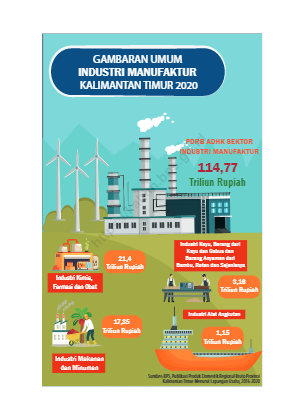 GAMBARAN UMUM
INDUSTRI MANUFAKTUR
KALIMANTAN TIMUR 2020
PDRB ADHK SEKTOR
INDUSTRI MANUFAKTUR
114,77
Triliun Rupiah
21,4
Triliun Rupiah
Industri Kimia,
Farmasi dan Obat
Industri Kayu, Barang dari
Kayu dan Gabus dan
Barang Anyaman dari
Bambu, Rotan dan Sejenisnya
3,18
Triliun Rupiah
17,35
Triliun Rupiah
Industri Makanan
dan Minuman
Industri Alat Angkutan
1,15
Triliun Rupiah
Sumber: BPS, Publikasi Produk Domestik Regional Bruto Provinsi
Kalimantan Timur Menurut Lapangan Usaha, 2016-2020